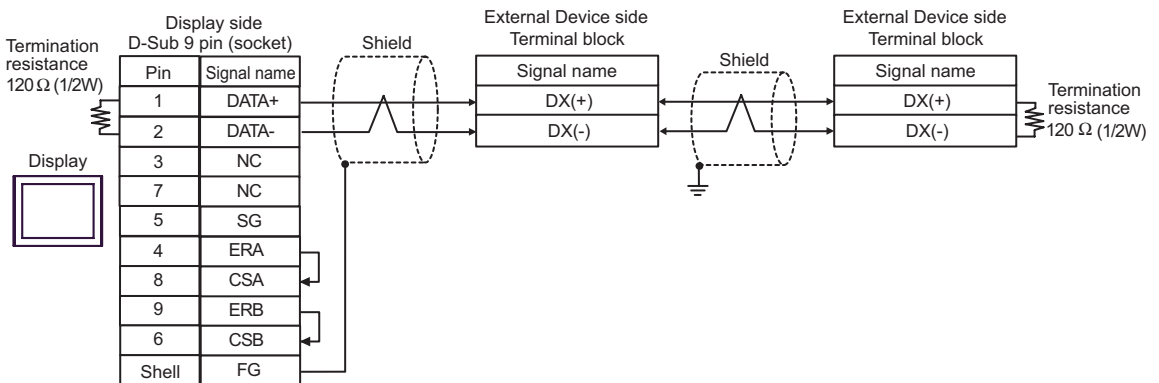 Display side
D-Sub 9 pin (socket)
Termination
resistance
120 Ω (1/2W)
Display
Pin Signal name
1 DATA+
2 DATA-
3 NC
7 NC
5 SG
4 ERA
8 CSA
9 ERB
6 CSB
Shell FG
Shield
External Device side
Terminal block
Signal name
DX(+)
DX(-)
Shield
External Device side
Terminal block
Signal name
DX(+)
DX(-)
Termination
resistance
120 Ω (1/2W)